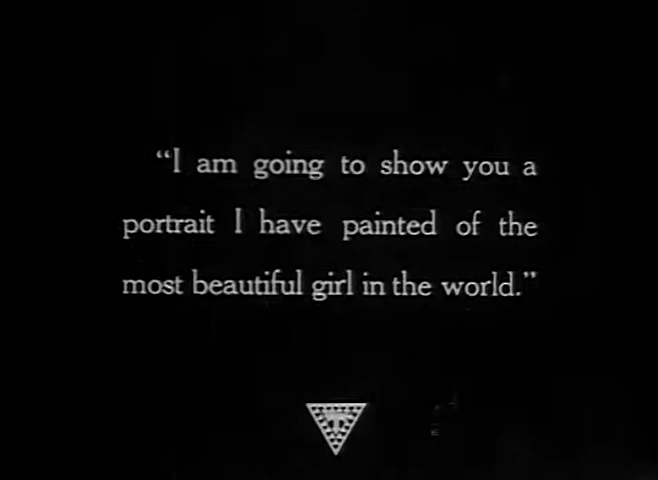 “I am going to show you a
portrait I have painted of the
most beautiful girl in the world.”
T